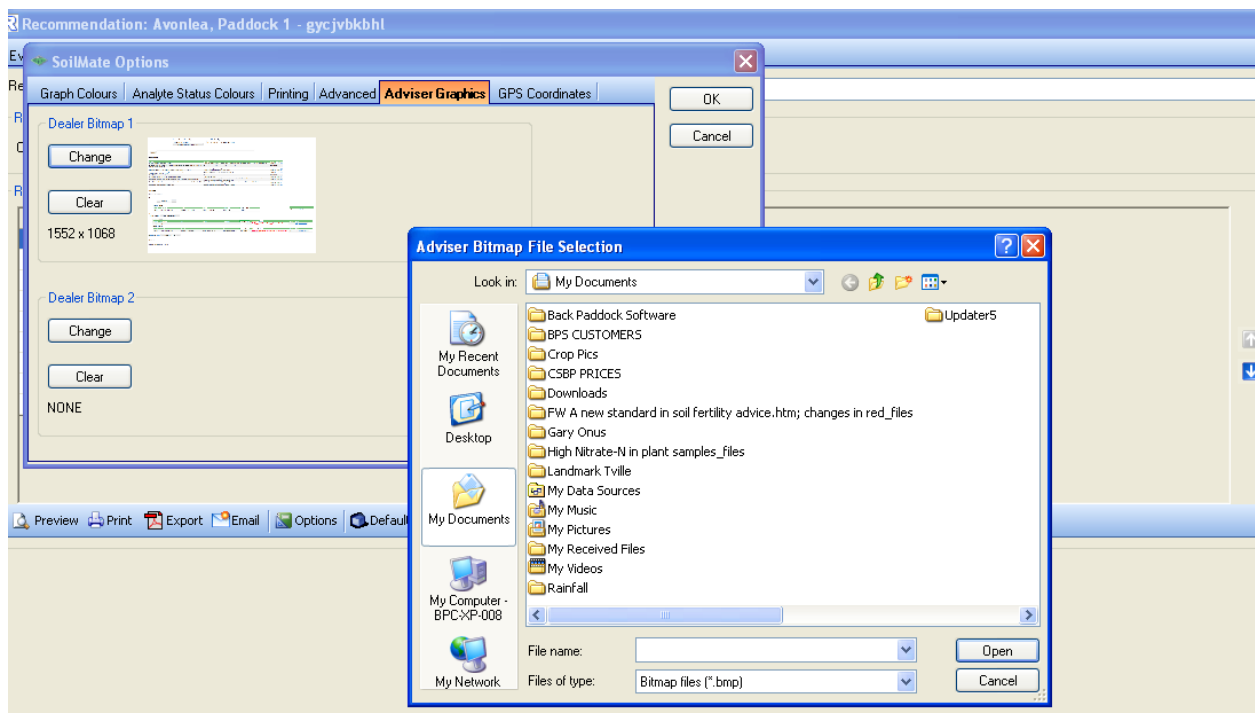 Recommendation: Avonlea, Paddock 1 - gycjvbkbhl
Ev
SoilMate Options
Re
Graph Colours Analyte Status Colours Printing Advanced Adviser Graphics GPS Coordinates
OK
Cancel
R
Dealer Bitmap 1
Change
C
Clear
R
1552 x 1068
Dealer Bitmap 2
Change
Clear
NONE
Adviser Bitmap File Selection
Look in: My Documents
My Recent Documents
Desktop
My Documents
My Computer - BPC-XP-008
My Network
Back Paddock Software
BPS CUSTOMERS
Crop Pics
CSBP PRICES
Downloads
FW A new standard in soil fertility advice.htm; changes in red_files
Gary Onus
High Nitrate-N in plant samples_files
Landmark Tville
My Data Sources
My Music
My Pictures
My Received Files
My Videos
Rainfall
Updater5
File name:
Open
Files of type: Bitmap files (*.bmp)
Cancel
Preview Print Export Email Options Default